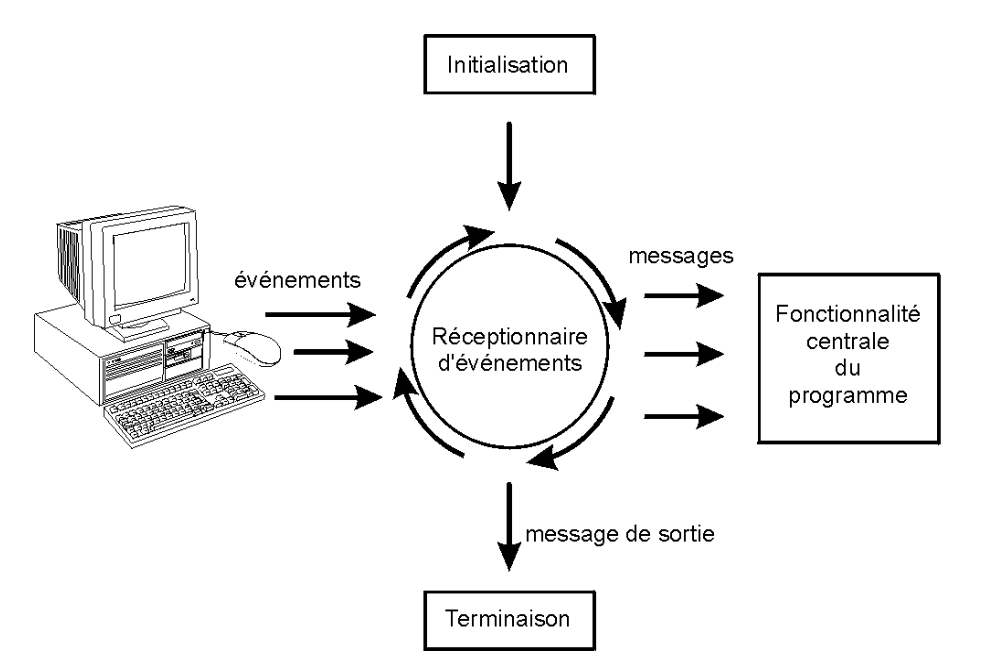 Initialisation
événements
messages
Réceptionnaire
d'événements
Fonctionnalité
centrale
du
programme
message de sortie
Terminaison